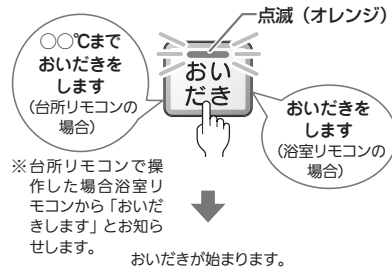 点滅（オレンジ）
○○℃まで
おいだきを
します
（台所リモコンの
場合）
おい
だき
おいだきを
します
（浴室リモコンの
場合）
※台所リモコンで操
作した場合浴室リ
モコンから「おいだ
きします」とお知ら
せします。
おいだきが始まります。